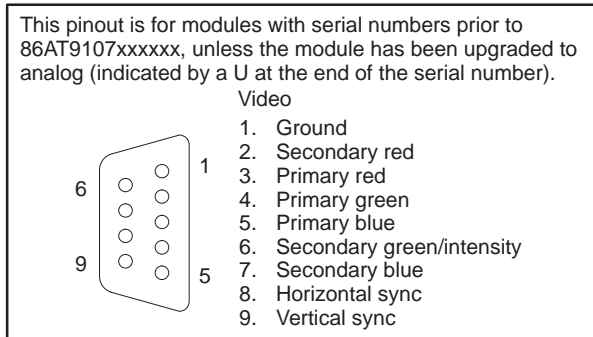 This pinout is for modules with serial numbers prior to
86AT9107xxxxxx, unless the module has been upgraded to
analog (indicated by a U at the end of the serial number).
Video
1. Ground
2. Secondary red
3. Primary red
4. Primary green
5. Primary blue
6. Secondary green/intensity
7. Secondary blue
8. Horizontal sync
9. Vertical sync
1
6
9
5